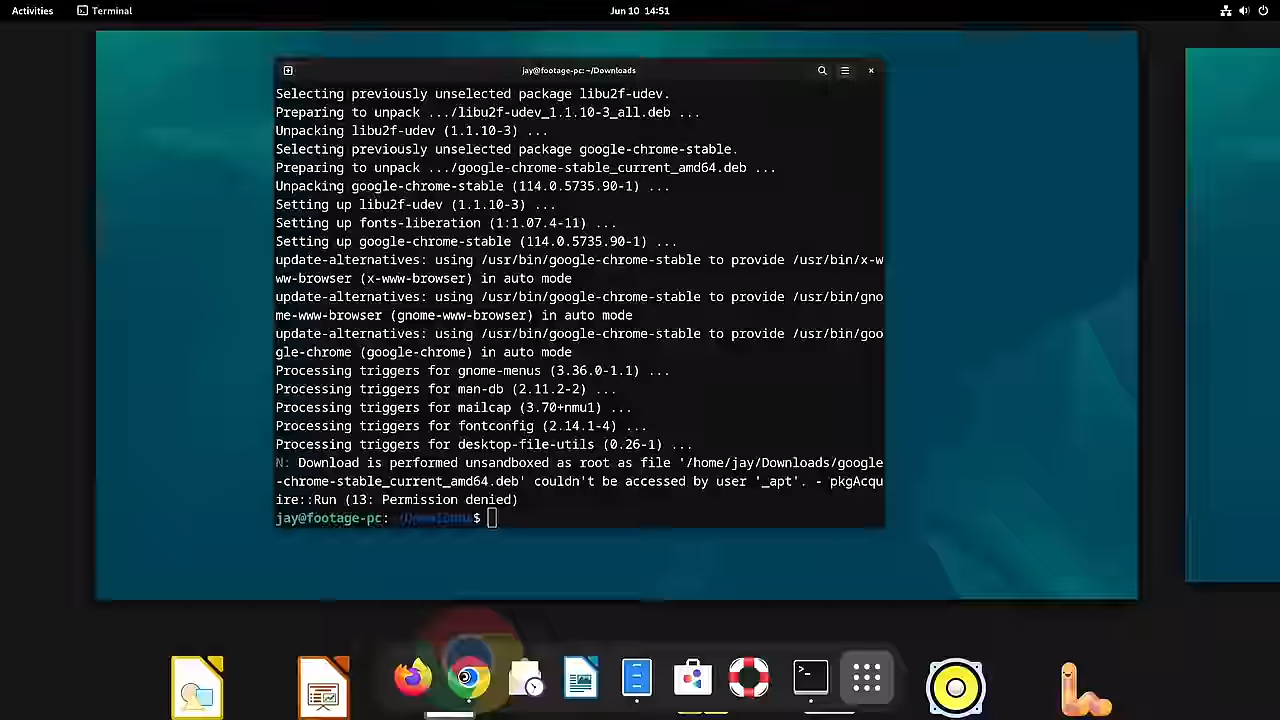 Activities Terminal Jun 10 14:51
jay@footage-pc: ~/Downloads
Selecting previously unselected package libu2f-udev.
Preparing to unpack .../libu2f-udev_1.1.10-3_all.deb ...
Unpacking libu2f-udev (1.1.10-3) ...
Selecting previously unselected package google-chrome-stable.
Preparing to unpack .../google-chrome-stable_current_amd64.deb ...
Unpacking google-chrome-stable (114.0.5735.90-1) ...
Setting up libu2f-udev (1.1.10-3) ...
Setting up fonts-liberation (1:1.07.4-11) ...
Setting up google-chrome-stable (114.0.5735.90-1) ...
update-alternatives: using /usr/bin/google-chrome-stable to provide /usr/bin/x-w
ww-browser (x-www-browser) in auto mode
update-alternatives: using /usr/bin/google-chrome-stable to provide /usr/bin/gno
me-www-browser (gnome-www-browser) in auto mode
update-alternatives: using /usr/bin/google-chrome-stable to provide /usr/bin/goo
gle-chrome (google-chrome) in auto mode
Processing triggers for gnome-menus (3.36.0-1.1) ...
Processing triggers for man-db (2.11.2-2) ...
Processing triggers for mailcap (3.70+nmu1) ...
Processing triggers for fontconfig (2.14.1-4) ...
Processing triggers for desktop-file-utils (0.26-1) ...
N: Download is performed unsandboxed as root as file '/home/jay/Downloads/google
-chrome-stable_current_amd64.deb' couldn't be accessed by user '_apt'. - pkgAcqu
ire::Run (13: Permission denied)
jay@footage-pc: $